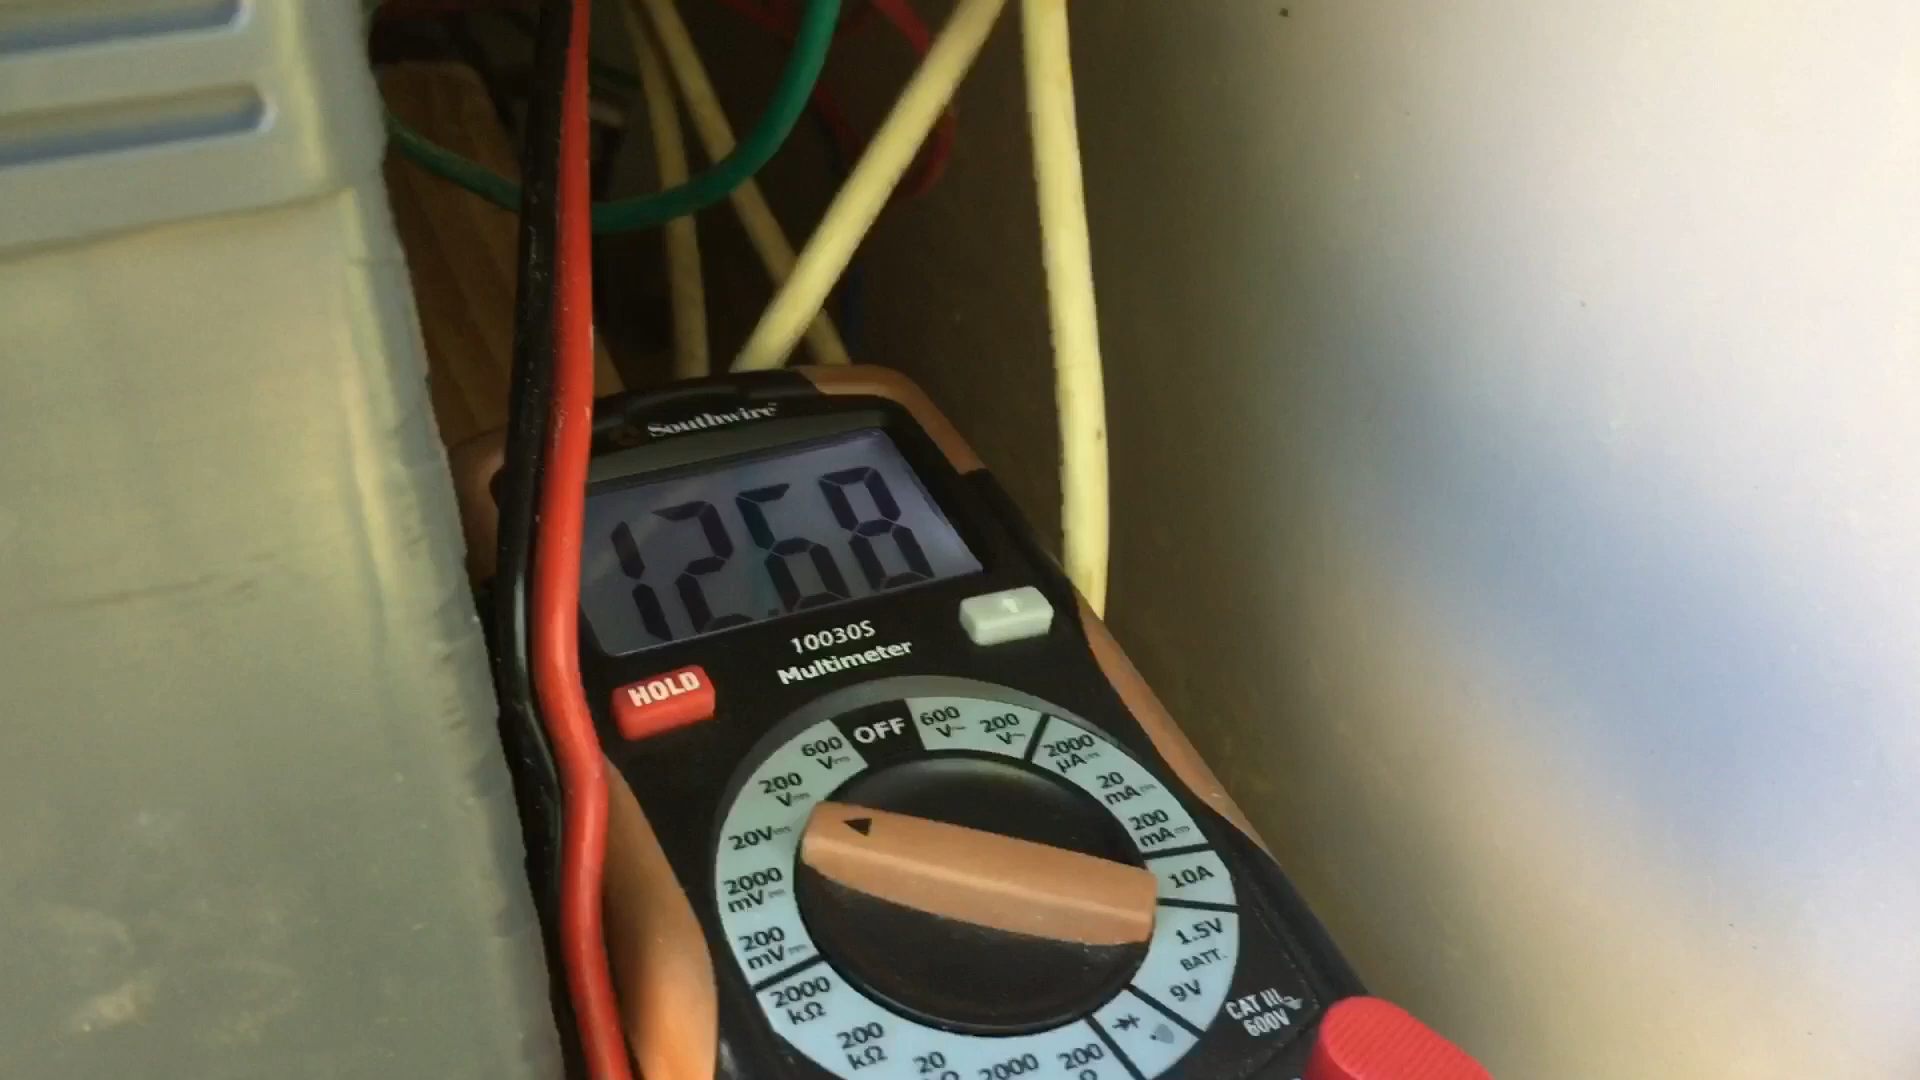 Southwire™
12.68
10030S
Multimeter
HOLD
OFF
600
V~
200
V~
2000
µA
20
mA
200
mA
10A
1.5V
BATT.
9V
200
Ω
2000
20
200
kΩ
2000
kΩ
200
mV
2000
mV
20V
200
V
600
V
CAT III
600V